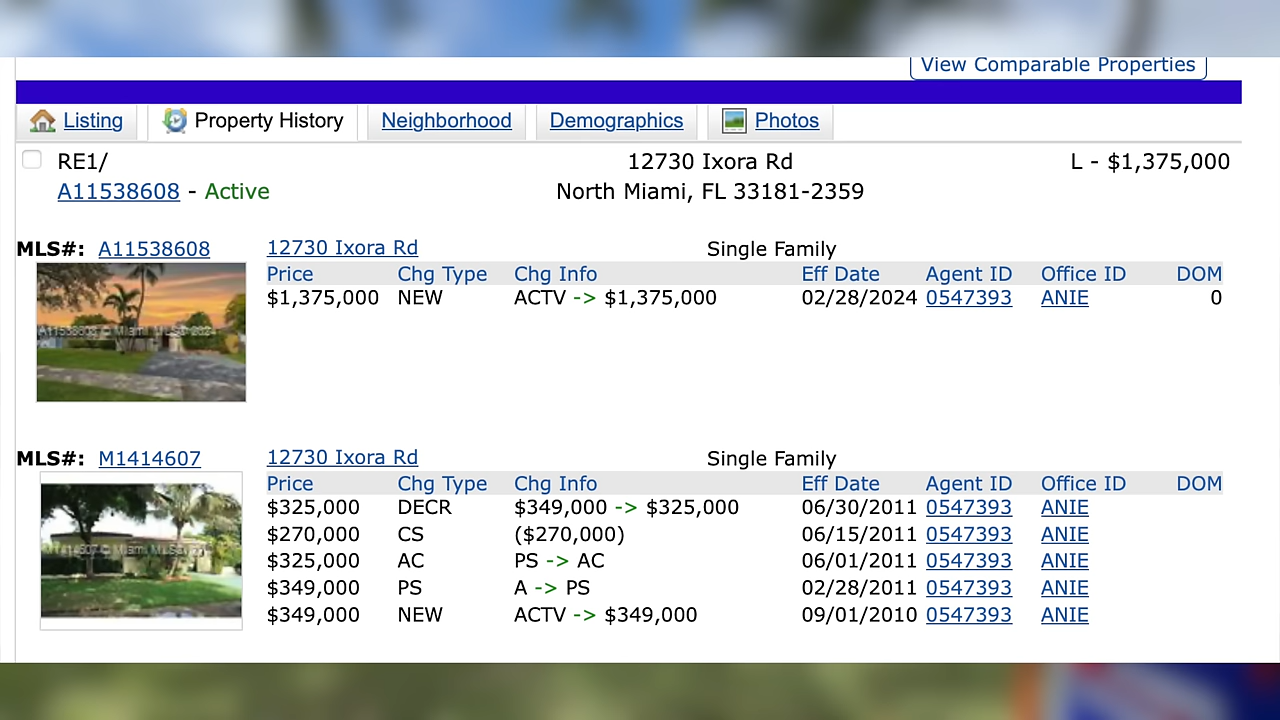 View Comparable Properties
Listing Property History Neighborhood Demographics Photos
RE1/ 12730 Ixora Rd L - $1,375,000
A11538608 - Active North Miami, FL 33181-2359
MLS#: A11538608 12730 Ixora Rd Single Family
Price Chg Type Chg Info Eff Date Agent ID Office ID DOM
$1,375,000 NEW ACTV -> $1,375,000 02/28/2024 0547393 ANIE 0
A11538608 © Miami MLS® 2024
MLS#: M1414607 12730 Ixora Rd Single Family
Price Chg Type Chg Info Eff Date Agent ID Office ID DOM
$325,000 DECR $349,000 -> $325,000 06/30/2011 0547393 ANIE
$270,000 CS ($270,000) 06/15/2011 0547393 ANIE
$325,000 AC PS -> AC 06/01/2011 0547393 ANIE
$349,000 PS A -> PS 02/28/2011 0547393 ANIE
$349,000 NEW ACTV -> $349,000 09/01/2010 0547393 ANIE